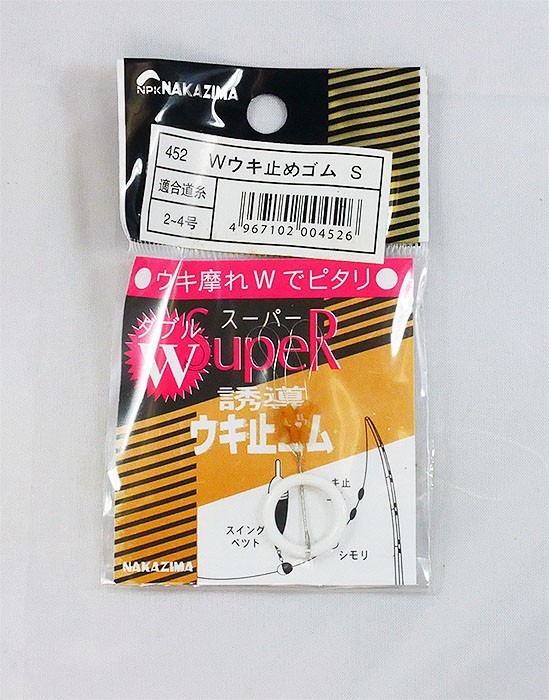 NPK NAKAZIMA
452 Wウキ止めゴム S
適合道糸
2~4号
4 967102 004526
●ウキ摩れWでピタリ●
ダブル
W
スーパー
SupeR
誘導
ウキ止ゴム
キ止
スイング
ベット
シモリ
NAKAZIMA